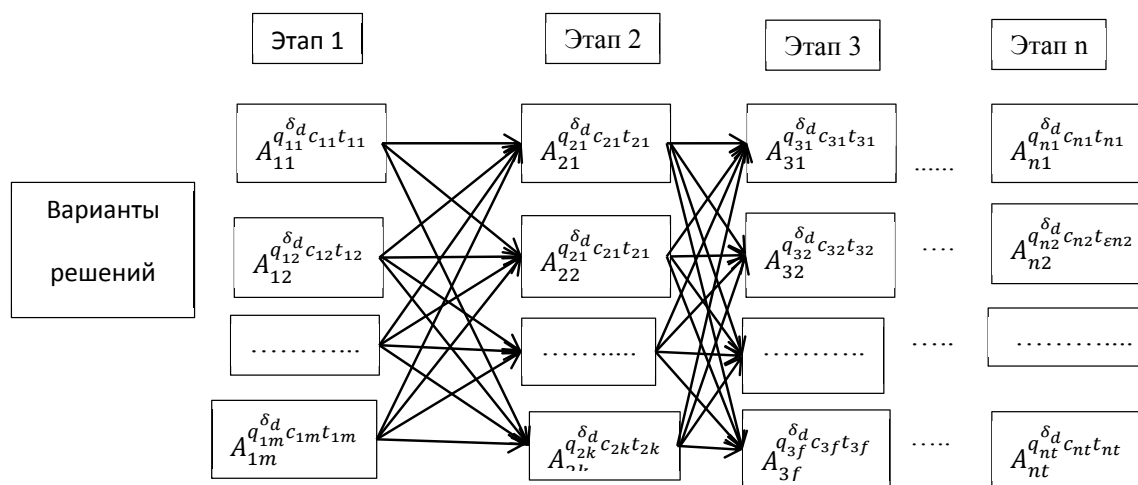 Этап 1 Этап 2 Этап 3 Этап n
A_{11}^{q_{11}^{δ_d} c_{11} t_{11}} A_{21}^{q_{21}^{δ_d} c_{21} t_{21}} A_{31}^{q_{31}^{δ_d} c_{31} t_{31}} ...... A_{n1}^{q_{n1}^{δ_d} c_{n1} t_{n1}}
Варианты
решений
A_{12}^{q_{12}^{δ_d} c_{12} t_{12}} A_{22}^{q_{21}^{δ_d} c_{21} t_{21}} A_{32}^{q_{32}^{δ_d} c_{32} t_{32}} .... A_{n2}^{q_{n2}^{δ_d} c_{n2} t_{εn2}}
………... ……..... ……….. ..... ………....
A_{1m}^{q_{1m}^{δ_d} c_{1m} t_{1m}} A_{2k}^{q_{2k}^{δ_d} c_{2k} t_{2k}} A_{3f}^{q_{3f}^{δ_d} c_{3f} t_{3f}} ..... A_{nt}^{q_{nt}^{δ_d} c_{nt} t_{nt}}